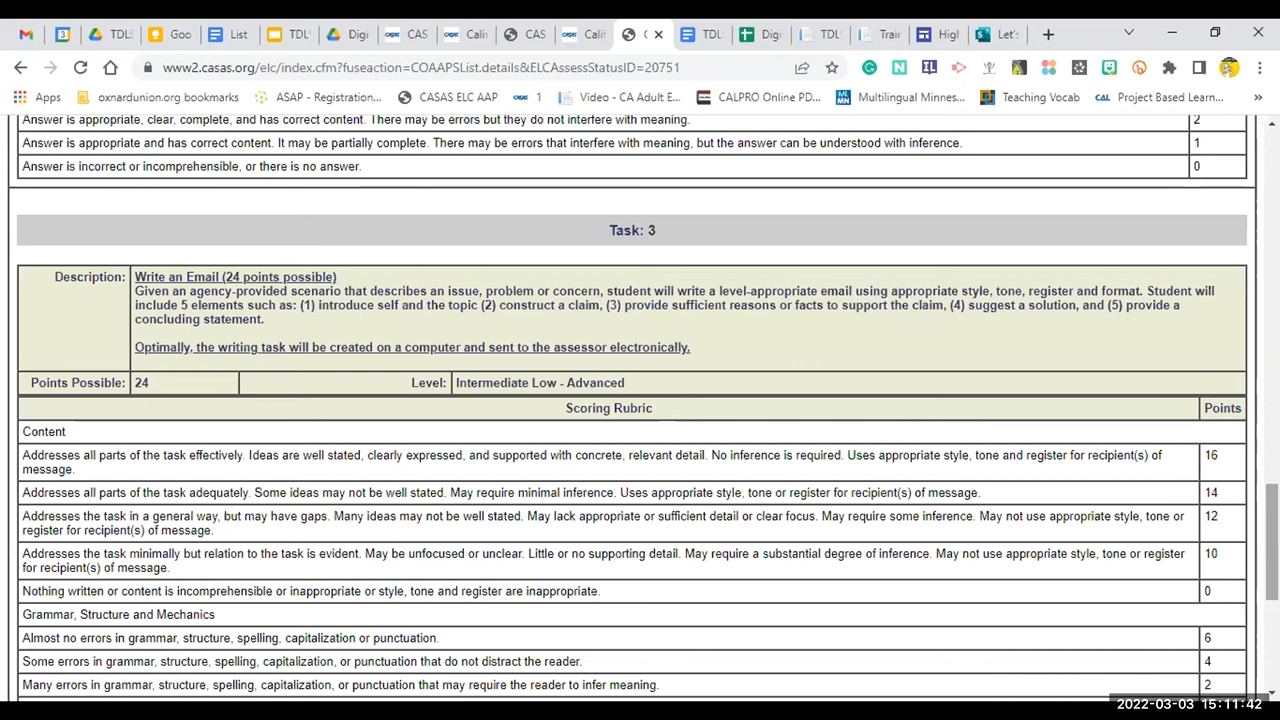 TDLS
Goo
List
TDL'
Digi
CAS
Cali
CAS
Calif
C
TDL
Digi
TDL'
Train
Higl
Let's
www2.casas.org/elc/index.cfm?fuseaction=COAAPSList.details&ELCAssessStatusID=20751
Apps
oxnardunion.org bookmarks
ASAP - Registration...
CASAS ELC AAP
1
Video - CA Adult E...
CALPRO Online PD...
Multilingual Minnes...
Teaching Vocab
Project Based Learn...
Answer is appropriate, clear, complete, and has correct content. There may be errors but they do not interfere with meaning. 2
Answer is appropriate and has correct content. It may be partially complete. There may be errors that interfere with meaning, but the answer can be understood with inference. 1
Answer is incorrect or incomprehensible, or there is no answer. 0
Task: 3
Description: Write an Email (24 points possible)
Given an agency-provided scenario that describes an issue, problem or concern, student will write a level-appropriate email using appropriate style, tone, register and format. Student will
include 5 elements such as: (1) introduce self and the topic (2) construct a claim, (3) provide sufficient reasons or facts to support the claim, (4) suggest a solution, and (5) provide a
concluding statement.
Optimally, the writing task will be created on a computer and sent to the assessor electronically.
Points Possible: 24 Level: Intermediate Low - Advanced
Scoring Rubric Points
Content
Addresses all parts of the task effectively. Ideas are well stated, clearly expressed, and supported with concrete, relevant detail. No inference is required. Uses appropriate style, tone and register for recipient(s) of 16
message.
Addresses all parts of the task adequately. Some ideas may not be well stated. May require minimal inference. Uses appropriate style, tone or register for recipient(s) of message. 14
Addresses the task in a general way, but may have gaps. Many ideas may not be well stated. May lack appropriate or sufficient detail or clear focus. May require some inference. May not use appropriate style, tone or 12
register for recipient(s) of message.
Addresses the task minimally but relation to the task is evident. May be unfocused or unclear. Little or no supporting detail. May require a substantial degree of inference. May not use appropriate style, tone or register 10
for recipient(s) of message.
Nothing written or content is incomprehensible or inappropriate or style, tone and register are inappropriate. 0
Grammar, Structure and Mechanics
Almost no errors in grammar, structure, spelling, capitalization or punctuation. 6
Some errors in grammar, structure, spelling, capitalization, or punctuation that do not distract the reader. 4
Many errors in grammar, structure, spelling, capitalization, or punctuation that may require the reader to infer meaning. 2
2022-03-03 15:11:42